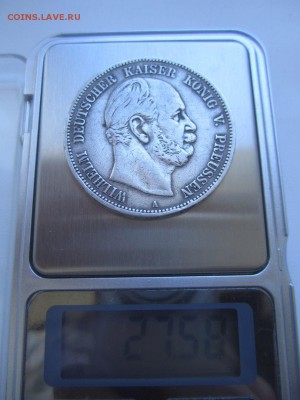 COINS.LAVE.RU
WILHELM DEUTSCHER KAISER KÖNIG V. PREUSSEN
A
27.58